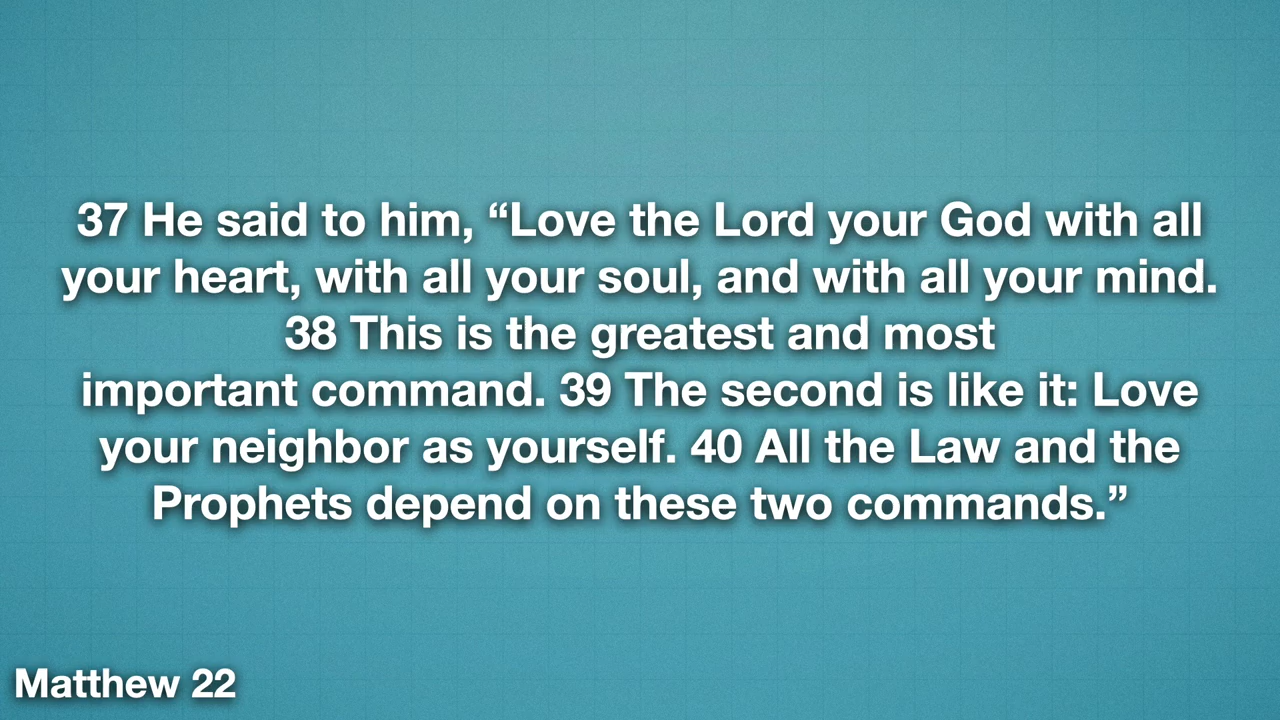 37 He said to him, “Love the Lord your God with all
your heart, with all your soul, and with all your mind.
38 This is the greatest and most
important command. 39 The second is like it: Love
your neighbor as yourself. 40 All the Law and the
Prophets depend on these two commands.”
Matthew 22